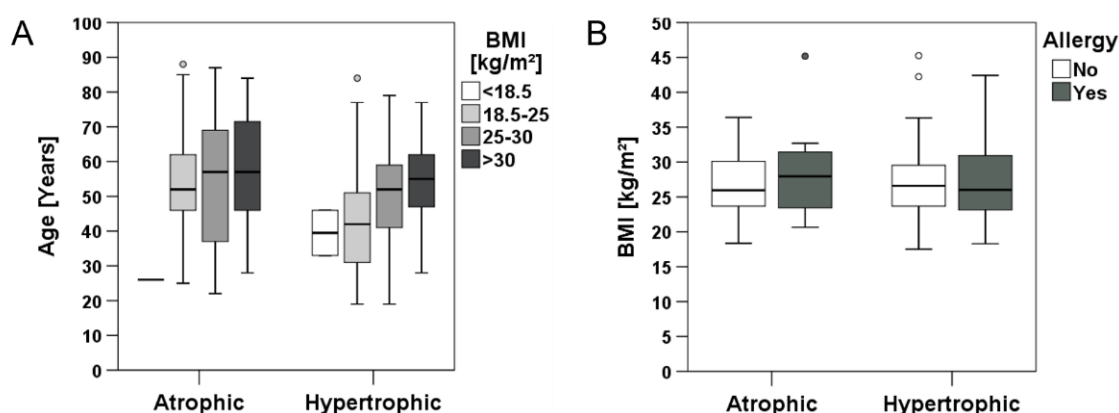 A
Age [Years]
100
90
80
70
60
50
40
30
20
10
0
Atrophic
Hypertrophic
BMI
[kg/m²]
<18.5
18.5-25
25-30
>30
B
BMI [kg/m²]
50
45
40
35
30
25
20
15
10
5
0
Atrophic
Hypertrophic
Allergy
No
Yes